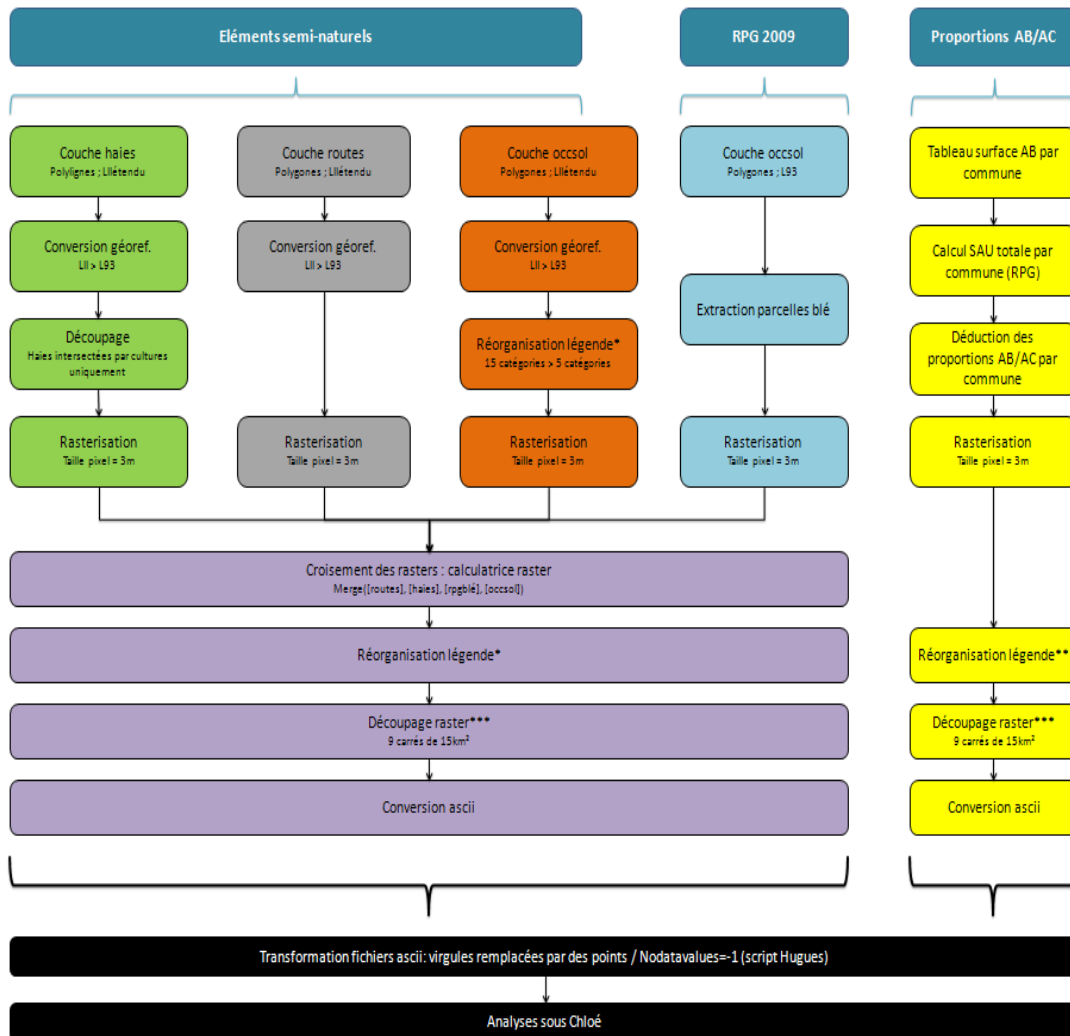 Eléments semi-naturels
RPG 2009
Proportions AB/AC
Couche haies
Polylignes ; LIIétendu
Couche routes
Polygones ; LIIétendu
Couche occsol
Polygones ; LIIétendu
Couche occsol
Polygones ; L93
Tableau surface AB par
commune
Conversion géoref.
LII > L93
Conversion géoref.
LII > L93
Conversion géoref.
LII > L93
Calcul SAU totale par
commune (RPG)
Découpage
Haies intersectées par cultures
uniquement
Réorganisation légende*
15 catégories > 5 catégories
Extraction parcelles blé
Déduction des
proportions AB/AC par
commune
Rasterisation
Taille pixel = 3m
Rasterisation
Taille pixel = 3m
Rasterisation
Taille pixel = 3m
Rasterisation
Taille pixel = 3m
Rasterisation
Taille pixel = 3m
Croisement des rasters : calculatrice raster
Merge([routes], [haies], [rpgblé], [occsol])
Réorganisation légende*
Réorganisation légende**
Découpage raster***
9 carrés de 15km²
Découpage raster***
9 carrés de 15km²
Conversion ascii
Conversion ascii
Transformation fichiers ascii: virgules remplacées par des points / Nodatavalues=-1 (script Hugues)
Analyses sous Chloé